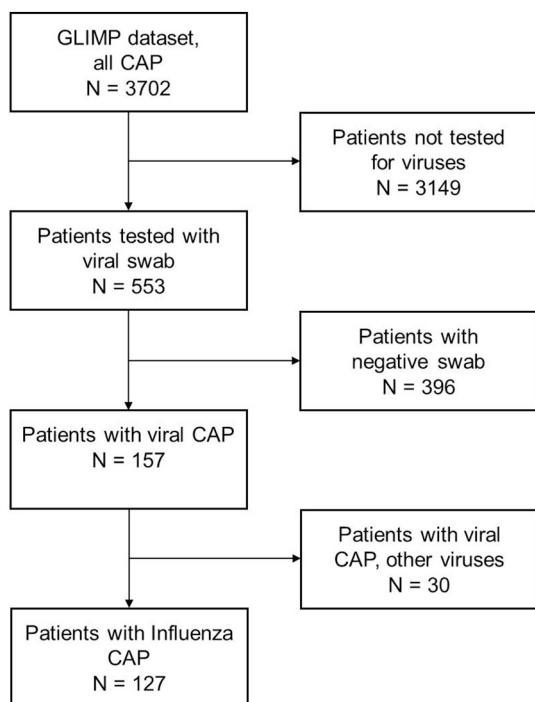 GLIMP dataset,
all CAP
N = 3702
Patients not tested
for viruses
N = 3149
Patients tested with
viral swab
N = 553
Patients with
negative swab
N = 396
Patients with viral CAP
N = 157
Patients with viral
CAP, other viruses
N = 30
Patients with Influenza
CAP
N = 127